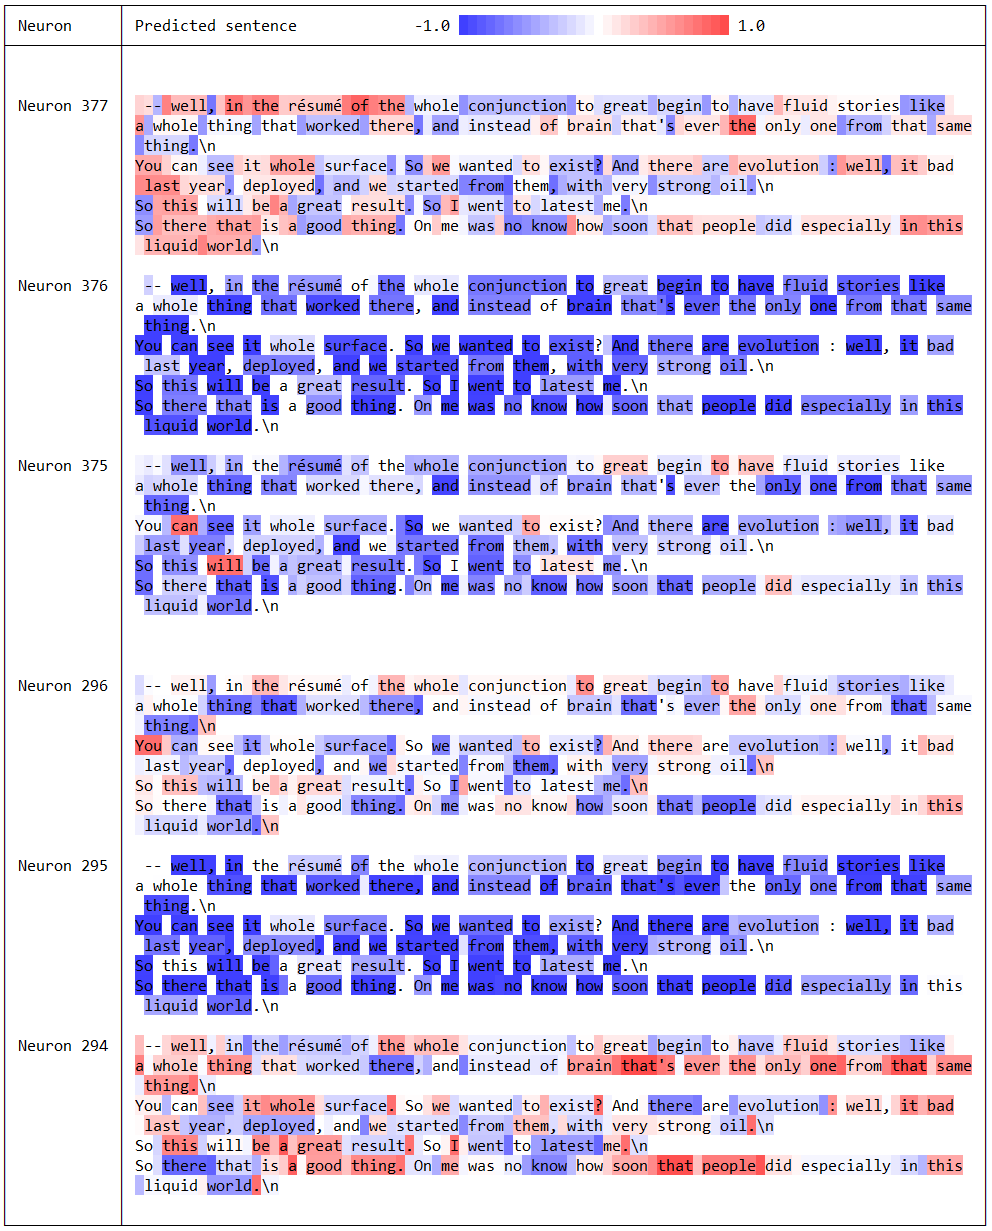 Neuron Predicted sentence -1.0 1.0
Neuron 377 -- well, in the résumé of the whole conjunction to great begin to have fluid stories like
a whole thing that worked there, and instead of brain that's ever the only one from that same
thing.\n
You can see it whole surface. So we wanted to exist? And there are evolution : well, it bad
last year, deployed, and we started from them, with very strong oil.\n
So this will be a great result. So I went to latest me.\n
So there that is a good thing. On me was no know how soon that people did especially in this
liquid world.\n
Neuron 376 -- well, in the résumé of the whole conjunction to great begin to have fluid stories like
a whole thing that worked there, and instead of brain that's ever the only one from that same
thing.\n
You can see it whole surface. So we wanted to exist? And there are evolution : well, it bad
last year, deployed, and we started from them, with very strong oil.\n
So this will be a great result. So I went to latest me.\n
So there that is a good thing. On me was no know how soon that people did especially in this
liquid world.\n
Neuron 375 -- well, in the résumé of the whole conjunction to great begin to have fluid stories like
a whole thing that worked there, and instead of brain that's ever the only one from that same
thing.\n
You can see it whole surface. So we wanted to exist? And there are evolution : well, it bad
last year, deployed, and we started from them, with very strong oil.\n
So this will be a great result. So I went to latest me.\n
So there that is a good thing. On me was no know how soon that people did especially in this
liquid world.\n
Neuron 296 -- well, in the résumé of the whole conjunction to great begin to have fluid stories like
a whole thing that worked there, and instead of brain that's ever the only one from that same
thing.\n
You can see it whole surface. So we wanted to exist? And there are evolution : well, it bad
last year, deployed, and we started from them, with very strong oil.\n
So this will be a great result. So I went to latest me.\n
So there that is a good thing. On me was no know how soon that people did especially in this
liquid world.\n
Neuron 295 -- well, in the résumé of the whole conjunction to great begin to have fluid stories like
a whole thing that worked there, and instead of brain that's ever the only one from that same
thing.\n
You can see it whole surface. So we wanted to exist? And there are evolution : well, it bad
last year, deployed, and we started from them, with very strong oil.\n
So this will be a great result. So I went to latest me.\n
So there that is a good thing. On me was no know how soon that people did especially in this
liquid world.\n
Neuron 294 -- well, in the résumé of the whole conjunction to great begin to have fluid stories like
a whole thing that worked there, and instead of brain that's ever the only one from that same
thing.\n
You can see it whole surface. So we wanted to exist? And there are evolution : well, it bad
last year, deployed, and we started from them, with very strong oil.\n
So this will be a great result. So I went to latest me.\n
So there that is a good thing. On me was no know how soon that people did especially in this
liquid world.\n